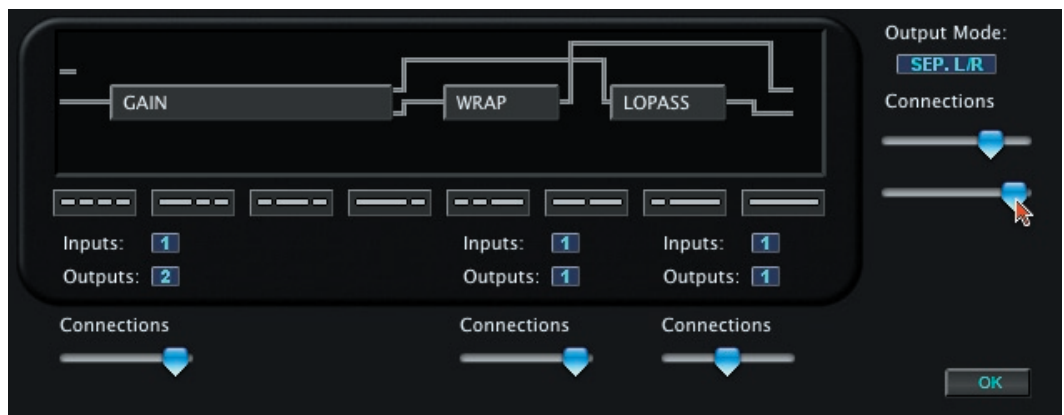 Output Mode:
SEP. L/R
Connections
GAIN WRAP LOPASS
Inputs: 1 Inputs: 1 Inputs: 1
Outputs: 2 Outputs: 1 Outputs: 1
Connections Connections Connections
OK